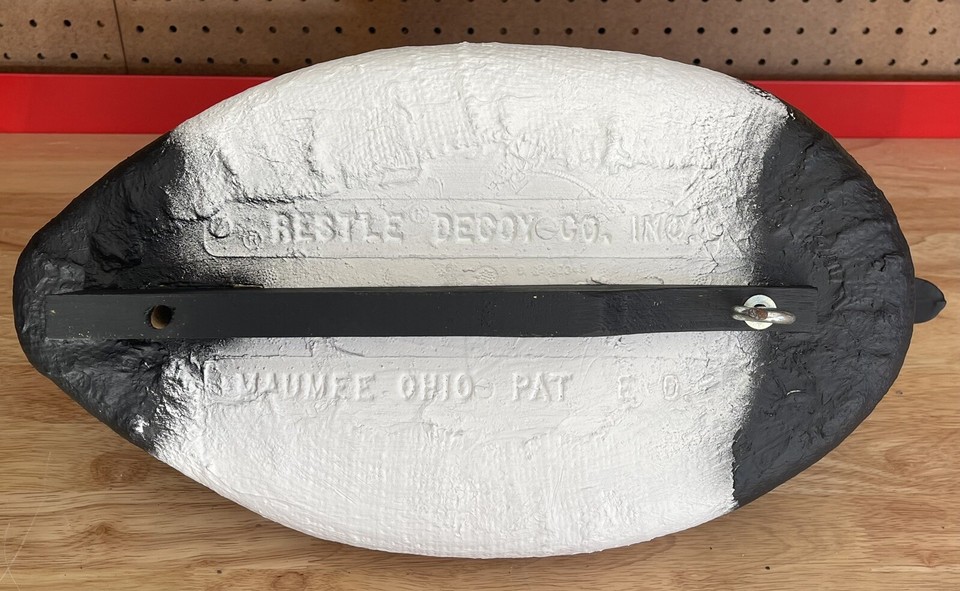 ® RESTLE® DECOY CO. INC.
MAUMEE OHIO PAT